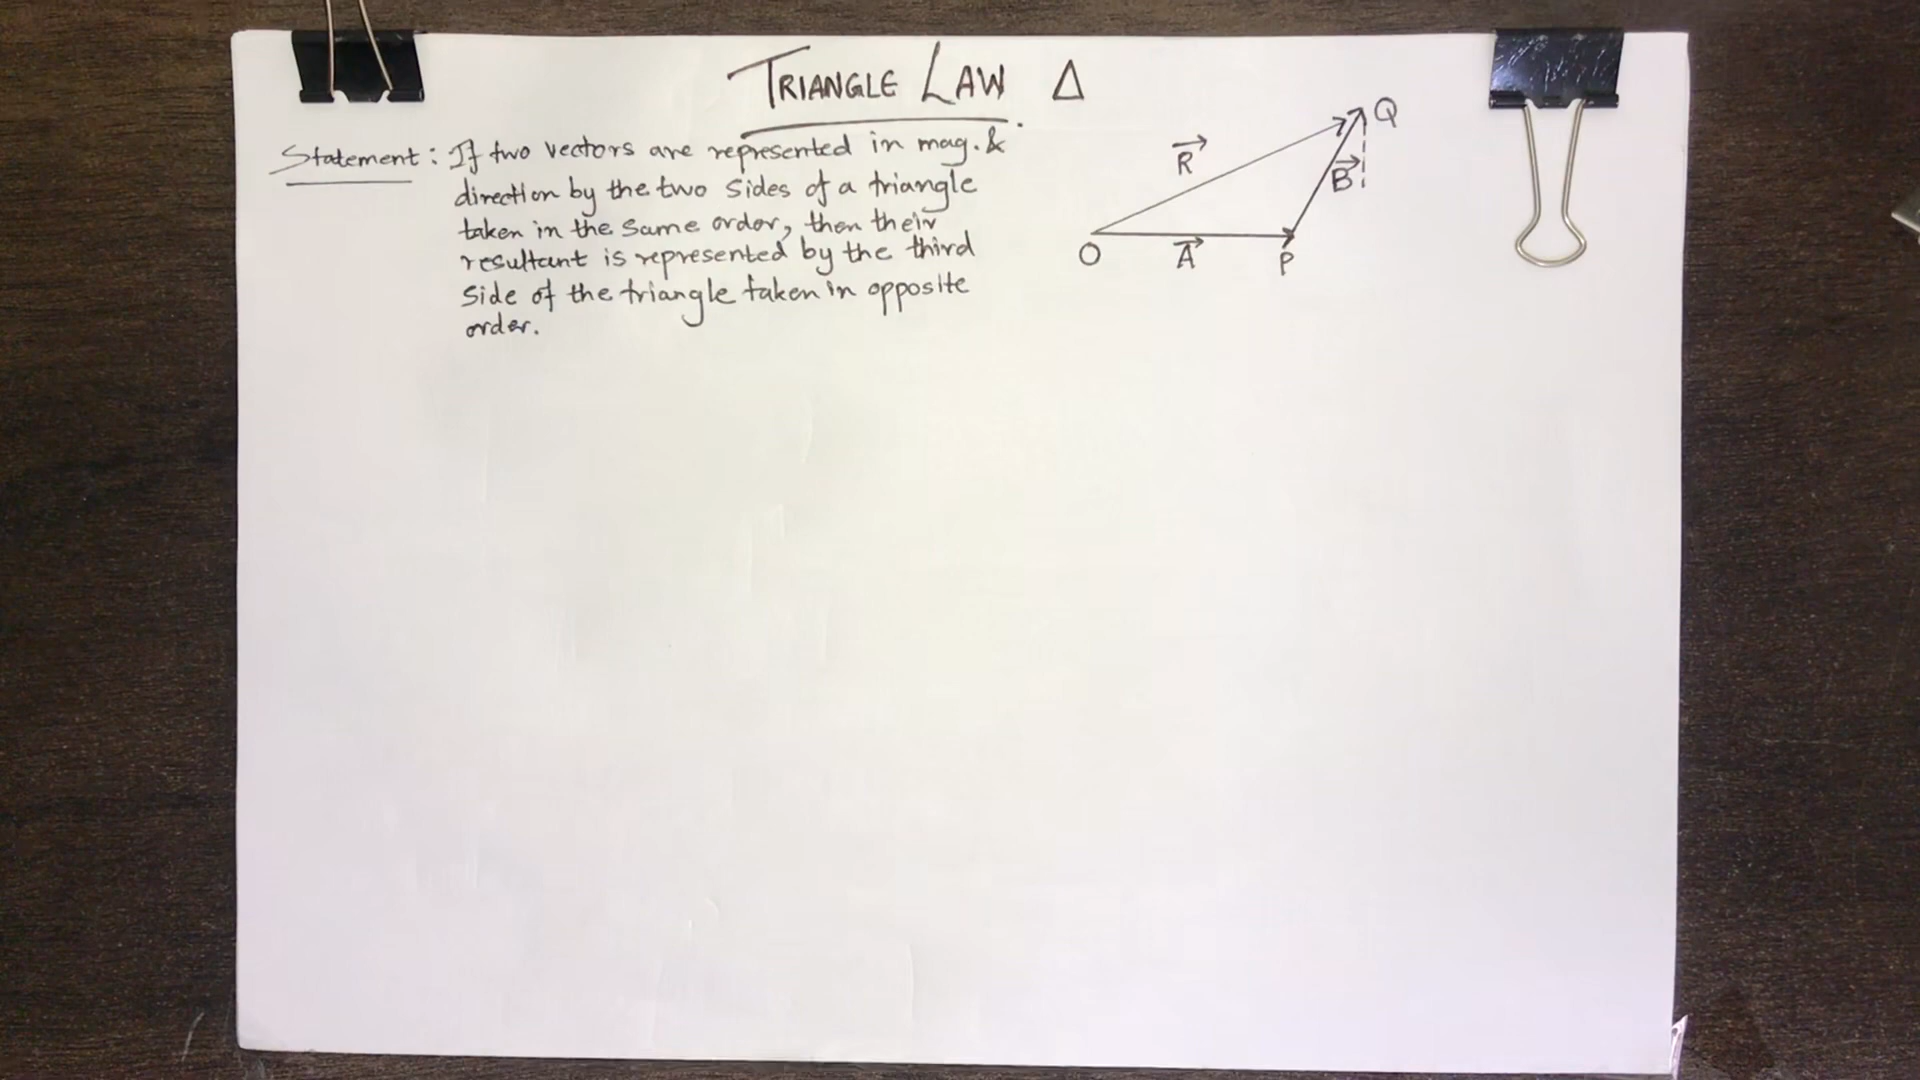 TRIANGLE LAW Δ
Statement: If two vectors are represented in mag. &
direction by the two sides of a triangle
taken in the same order, then their
resultant is represented by the third
side of the triangle taken in opposite
order.
Q
R
B
O
A
P